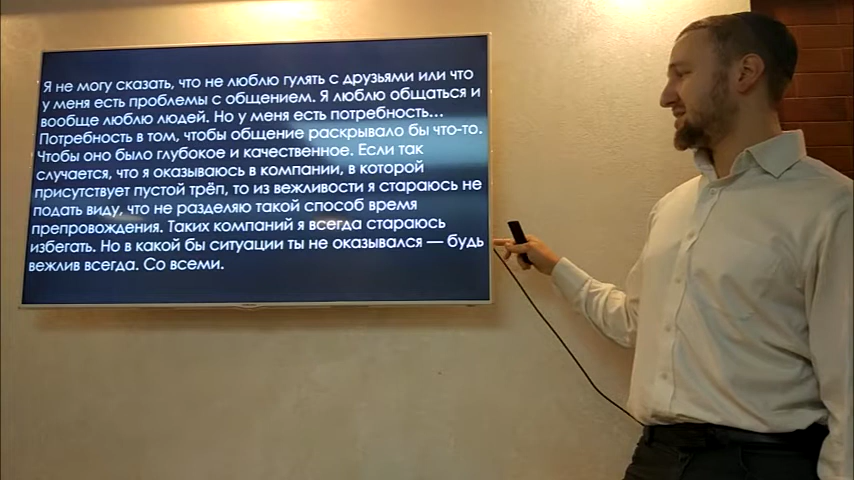 Я не могу сказать, что не люблю гулять с друзьями или что
у меня есть проблемы с общением. Я люблю общаться и
вообще люблю людей. Но у меня есть потребность...
Потребность в том, чтобы общение раскрывало бы что-то.
Чтобы оно было глубокое и качественное. Если так
случается, что я оказываюсь в компании, в которой
присутствует пустой трёп, то из вежливости я стараюсь не
подать виду, что не разделяю такой способ время
препровождения. Таких компаний я всегда стараюсь
избегать. Но в какой бы ситуации ты не оказывался — будь
вежлив всегда. Со всеми.